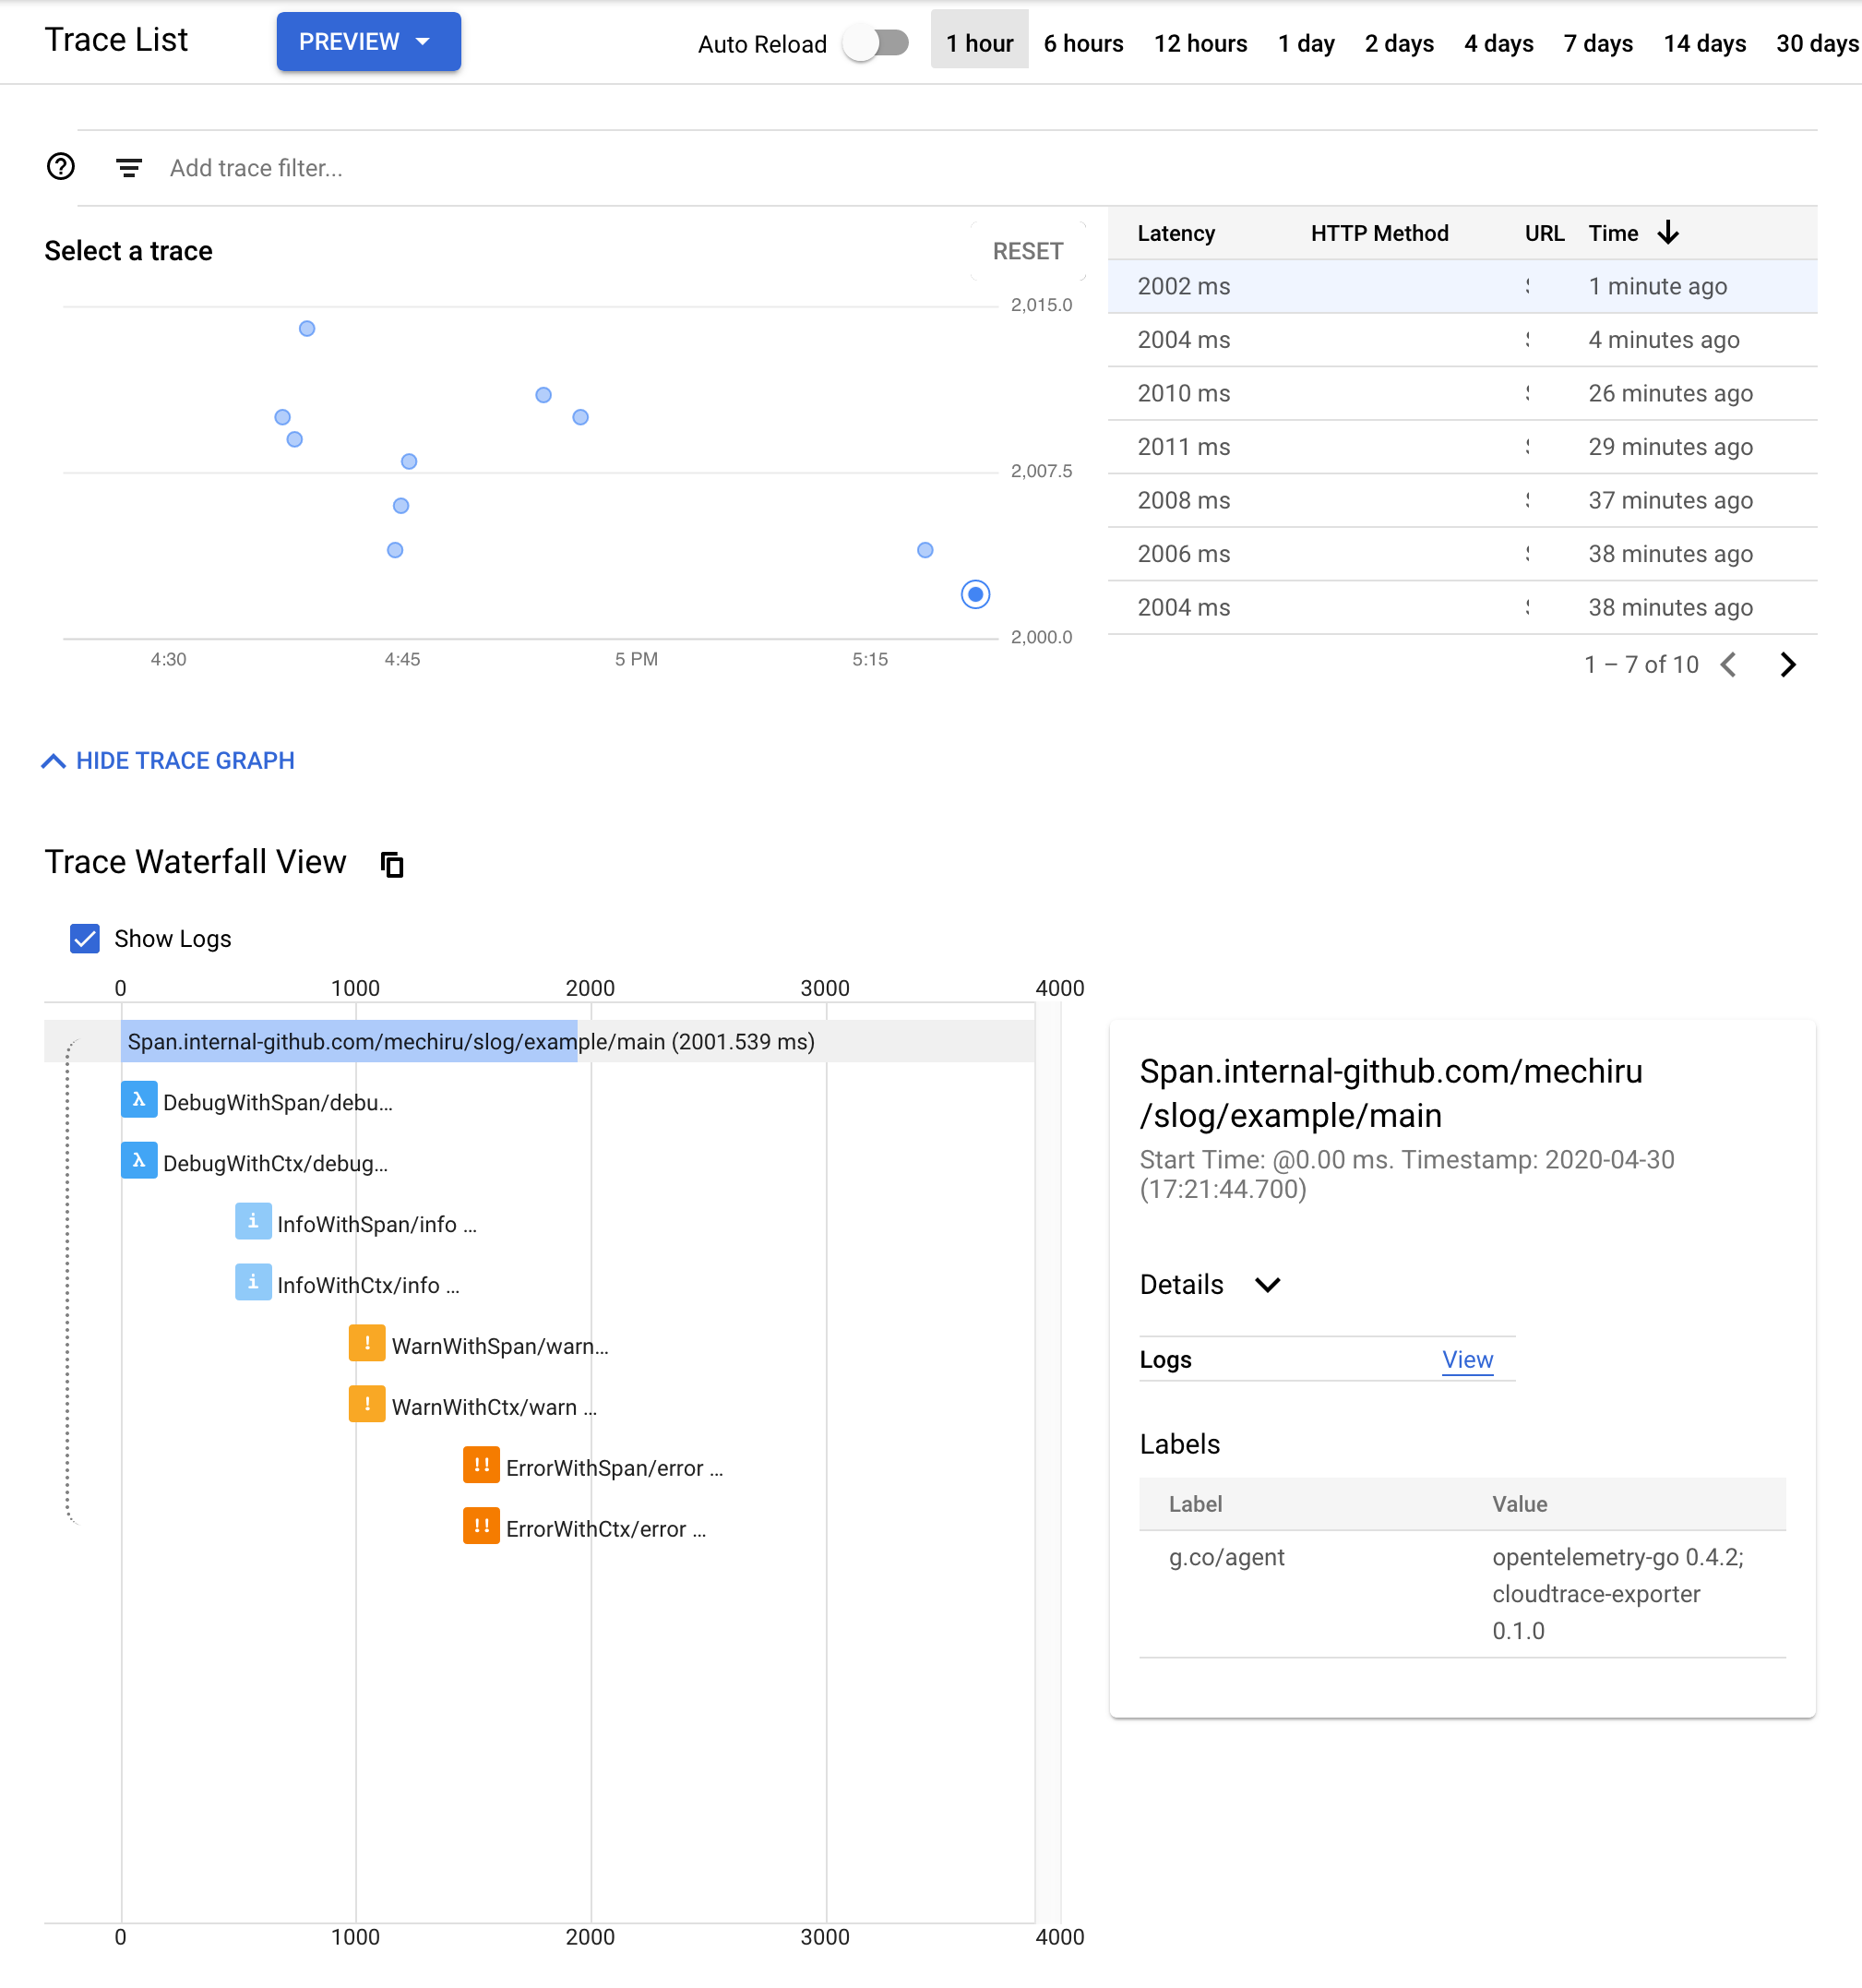 Trace List
PREVIEW
Auto Reload
1 hour
6 hours
12 hours
1 day
2 days
4 days
7 days
14 days
30 days
Add trace filter...
Select a trace
RESET
2,015.0
2,007.5
2,000.0
4:30
4:45
5 PM
5:15
Latency HTTP Method URL Time
2002 ms 1 minute ago
2004 ms 4 minutes ago
2010 ms 26 minutes ago
2011 ms 29 minutes ago
2008 ms 37 minutes ago
2006 ms 38 minutes ago
2004 ms 38 minutes ago
1 – 7 of 10
HIDE TRACE GRAPH
Trace Waterfall View
Show Logs
0 1000 2000 3000 4000
Span.internal-github.com/mechiru/slog/example/main (2001.539 ms)
λ DebugWithSpan/debu...
λ DebugWithCtx/debug...
i InfoWithSpan/info ...
i InfoWithCtx/info ...
! WarnWithSpan/warn...
! WarnWithCtx/warn ...
!! ErrorWithSpan/error ...
!! ErrorWithCtx/error ...
0 1000 2000 3000 4000
Span.internal-github.com/mechiru
/slog/example/main
Start Time: @0.00 ms. Timestamp: 2020-04-30
(17:21:44.700)
Details
Logs View
Labels
Label Value
g.co/agent opentelemetry-go 0.4.2;
cloudtrace-exporter
0.1.0